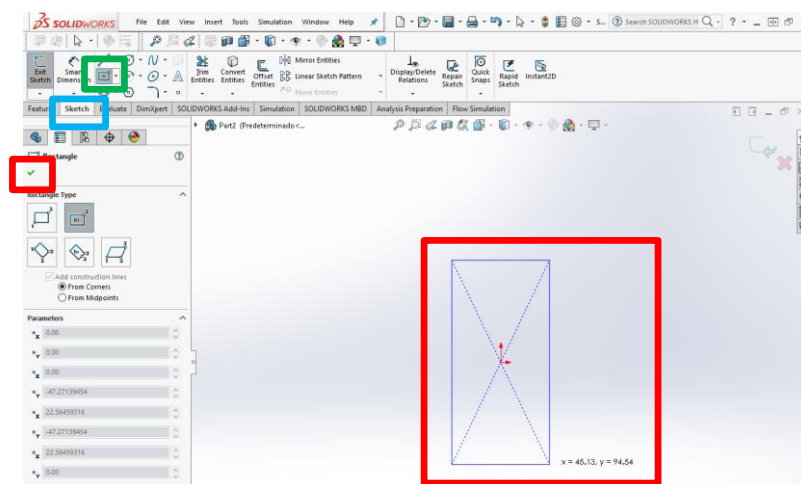 SOLIDWORKS File Edit View Insert Tools Simulation Window Help
Search SOLIDWORKS H
Exit Sketch
Smart Dimension
Trim Entities
Convert Entities
Offset Entities
Mirror Entities
Linear Sketch Pattern
Move Entities
Display/Delete Relations
Repair Sketch
Quick Snaps
Rapid Sketch
Instant2D
Sketch DimXpert SOLIDWORKS Add-Ins Simulation SOLIDWORKS MBD Analysis Preparation Flow Simulation
Part2 (Predeterminado<...
Rectangle
Rectangle Type
Add construction lines
From Corners
From Midpoints
Parameters
0.00
0.00
0.00
-47.27139454
22.56459316
-47.27139454
22.56459316
0.00
x = 45.13, y = 94.54